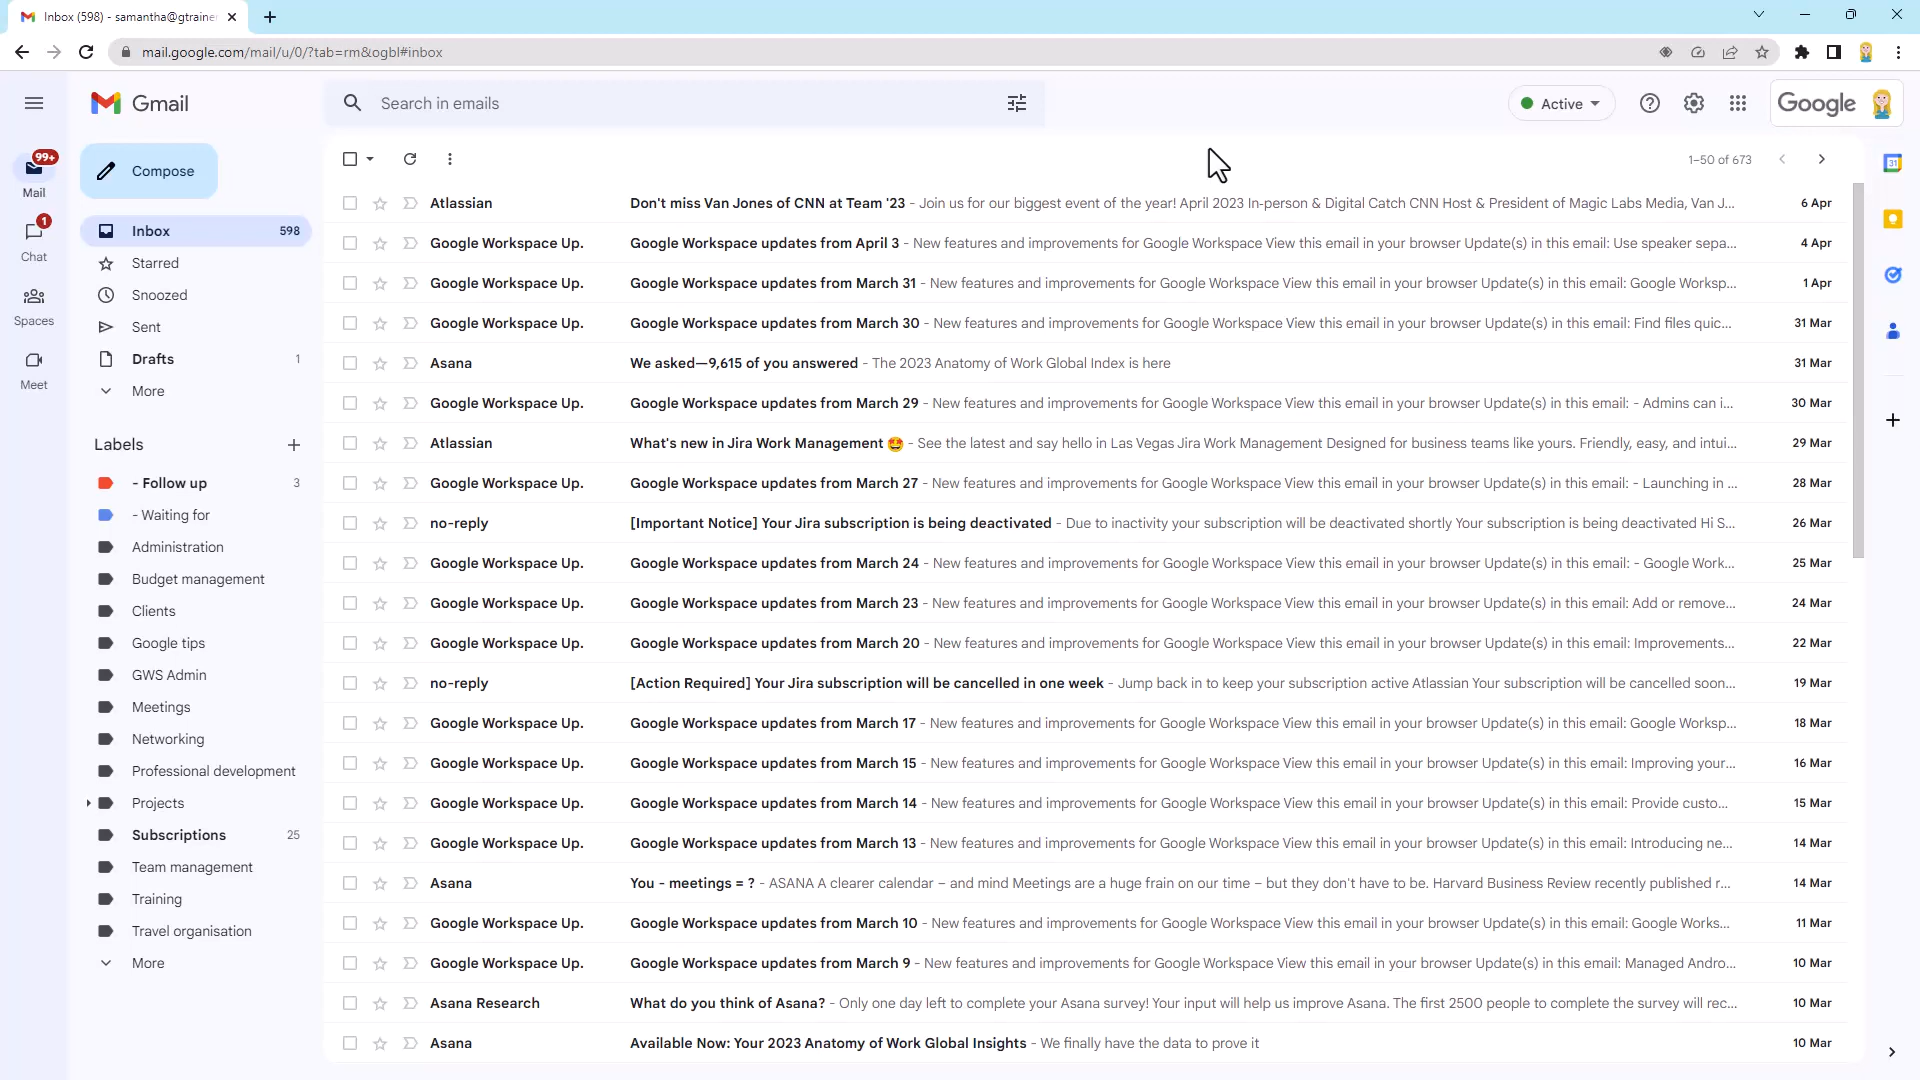 Inbox (598) - samantha@gtraine
mail.google.com/mail/u/0/?tab=rm&ogbl#inbox
Gmail
Search in emails
Active
Google
99+
Mail
1
Chat
Spaces
Meet
Compose
Inbox 598
Starred
Snoozed
Sent
Drafts 1
More
Labels
- Follow up 3
- Waiting for
Administration
Budget management
Clients
Google tips
GWS Admin
Meetings
Networking
Professional development
Projects
Subscriptions 25
Team management
Training
Travel organisation
More
1–50 of 673
31
Atlassian Don't miss Van Jones of CNN at Team '23 - Join us for our biggest event of the year! April 2023 In-person & Digital Catch CNN Host & President of Magic Labs Media, Van J... 6 Apr
Google Workspace Up. Google Workspace updates from April 3 - New features and improvements for Google Workspace View this email in your browser Update(s) in this email: Use speaker sepa... 4 Apr
Google Workspace Up. Google Workspace updates from March 31 - New features and improvements for Google Workspace View this email in your browser Update(s) in this email: Google Worksp... 1 Apr
Google Workspace Up. Google Workspace updates from March 30 - New features and improvements for Google Workspace View this email in your browser Update(s) in this email: Find files quic... 31 Mar
Asana We asked—9,615 of you answered - The 2023 Anatomy of Work Global Index is here 31 Mar
Google Workspace Up. Google Workspace updates from March 29 - New features and improvements for Google Workspace View this email in your browser Update(s) in this email: - Admins can i... 30 Mar
Atlassian What's new in Jira Work Management 🤩 - See the latest and say hello in Las Vegas Jira Work Management Designed for business teams like yours. Friendly, easy, and intui... 29 Mar
Google Workspace Up. Google Workspace updates from March 27 - New features and improvements for Google Workspace View this email in your browser Update(s) in this email: - Launching in ... 28 Mar
no-reply [Important Notice] Your Jira subscription is being deactivated - Due to inactivity your subscription will be deactivated shortly Your subscription is being deactivated Hi S... 26 Mar
Google Workspace Up. Google Workspace updates from March 24 - New features and improvements for Google Workspace View this email in your browser Update(s) in this email: - Google Work... 25 Mar
Google Workspace Up. Google Workspace updates from March 23 - New features and improvements for Google Workspace View this email in your browser Update(s) in this email: Add or remove... 24 Mar
Google Workspace Up. Google Workspace updates from March 20 - New features and improvements for Google Workspace View this email in your browser Update(s) in this email: Improvements... 22 Mar
no-reply [Action Required] Your Jira subscription will be cancelled in one week - Jump back in to keep your subscription active Atlassian Your subscription will be cancelled soon... 19 Mar
Google Workspace Up. Google Workspace updates from March 17 - New features and improvements for Google Workspace View this email in your browser Update(s) in this email: Google Worksp... 18 Mar
Google Workspace Up. Google Workspace updates from March 15 - New features and improvements for Google Workspace View this email in your browser Update(s) in this email: Improving your... 16 Mar
Google Workspace Up. Google Workspace updates from March 14 - New features and improvements for Google Workspace View this email in your browser Update(s) in this email: Provide custo... 15 Mar
Google Workspace Up. Google Workspace updates from March 13 - New features and improvements for Google Workspace View this email in your browser Update(s) in this email: Introducing ne... 14 Mar
Asana You - meetings = ? - ASANA A clearer calendar – and mind Meetings are a huge frain on our time – but they don't have to be. Harvard Business Review recently published r... 14 Mar
Google Workspace Up. Google Workspace updates from March 10 - New features and improvements for Google Workspace View this email in your browser Update(s) in this email: Google Works... 11 Mar
Google Workspace Up. Google Workspace updates from March 9 - New features and improvements for Google Workspace View this email in your browser Update(s) in this email: Managed Andro... 10 Mar
Asana Research What do you think of Asana? - Only one day left to complete your Asana survey! Your input will help us improve Asana. The first 2500 people to complete the survey will rec... 10 Mar
Asana Available Now: Your 2023 Anatomy of Work Global Insights - We finally have the data to prove it 10 Mar